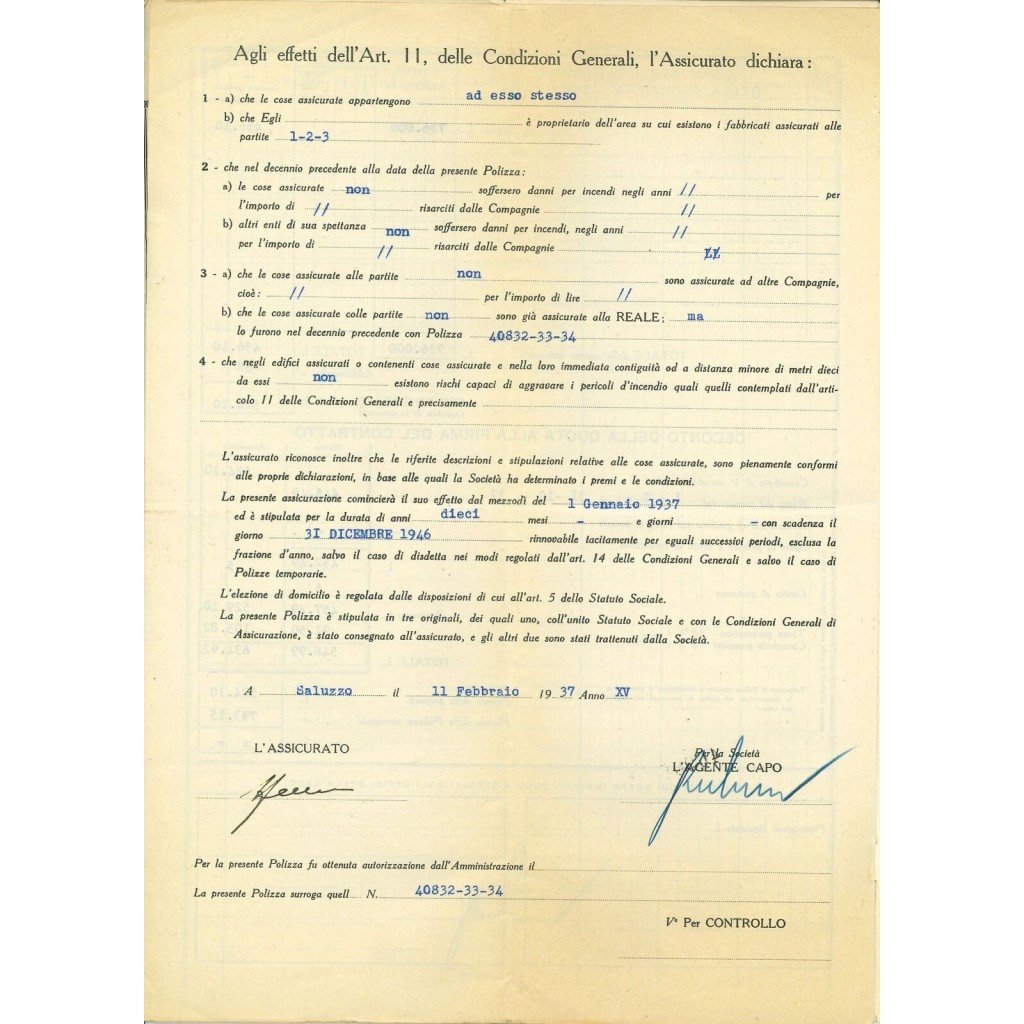 Agli effetti dell'Art. 11, delle Condizioni Generali, l'Assicurato dichiara :
1 - a) che le cose assicurate appartengono ad esso stesso
b) che Egli è proprietario dell'area su cui esistono i fabbricati assicurati alle
partite 1-2-3
2 - che nel decennio precedente alla data della presente Polizza :
a) le cose assicurate non soffersero danni per incendi negli anni // per
l'importo di // risarciti dalle Compagnie //
b) altri enti di sua spettanza non soffersero danni per incendi, negli anni //
per l'importo di // risarciti dalle Compagnie //
3 - a) che le cose assicurate alle partite non sono assicurate ad altre Compagnie,
cioè : // per l'importo di lire //
b) che le cose assicurate colle partite non sono già assicurate alla REALE ; ma
lo furono nel decennio precedente con Polizza 40832-33-34
4 - che negli edifici assicurati o contenenti cose assicurate e nella loro immediata contiguità od a distanza minore di metri dieci
da essi non esistono rischi capaci di aggravare i pericoli d'incendio quali quelli contemplati dall'arti-
colo 11 delle Condizioni Generali e precisamente
L'assicurato riconosce inoltre che le riferite descrizioni e stipulazioni relative alle cose assicurate, sono pienamente conformi
alle proprie dichiarazioni, in base alle quali la Società ha determinato i premi e le condizioni.
La presente assicurazione comincierà il suo effetto dal mezzodì del 1 Gennaio 1937
ed è stipulata per la durata di anni dieci mesi - e giorni - con scadenza il
giorno 3I DICEMBRE 1946 rinnovabile tacitamente per eguali successivi periodi, esclusa la
frazione d'anno, salvo il caso di disdetta nei modi regolati dall'art. 14 delle Condizioni Generali e salvo il caso di
Polizze temporarie.
L'elezione di domicilio è regolata dalle disposizioni di cui all'art. 5 dello Statuto Sociale.
La presente Polizza è stipulata in tre originali, dei quali uno, coll'unito Statuto Sociale e con le Condizioni Generali di
Assicurazione, è stato consegnato all'assicurato, e gli altri due sono stati trattenuti dalla Società.
A Saluzzo il 11 Febbraio 19 37 Anno XV
L'ASSICURATO
Per la Società
L'AGENTE CAPO
Per la presente Polizza fu ottenuta autorizzazione dall'Amministrazione il
La presente Polizza surroga quell N. 40832-33-34
Vº Per CONTROLLO